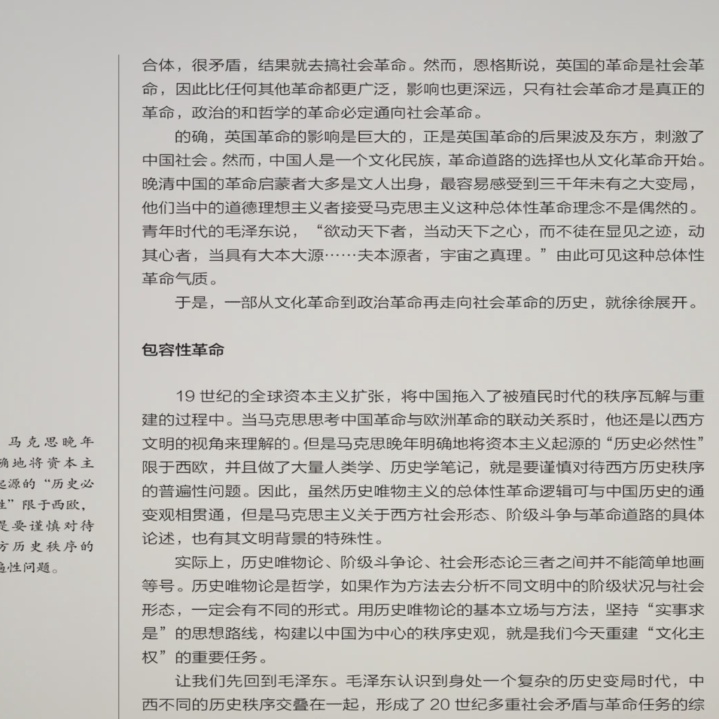 合体，很矛盾，结果就去搞社会革命。然而，恩格斯说，英国的革命是社会革
命，因此比任何其他革命都更广泛，影响也更深远，只有社会革命才是真正的
革命，政治的和哲学的革命必定通向社会革命。
的确，英国革命的影响是巨大的，正是英国革命的后果波及东方，刺激了
中国社会。然而，中国人是一个文化民族，革命道路的选择也从文化革命开始。
晚清中国的革命启蒙者大多是文人出身，最容易感受到三千年未有之大变局，
他们当中的道德理想主义者接受马克思主义这种总体性革命理念不是偶然的。
青年时代的毛泽东说，“欲动天下者，当动天下之心，而不徒在显见之迹，动
其心者，当具有大本大源……夫本源者，宇宙之真理。”由此可见这种总体性
革命气质。
于是，一部从文化革命到政治革命再走向社会革命的历史，就徐徐展开。
包容性革命
19 世纪的全球资本主义扩张，将中国拖入了被殖民时代的秩序瓦解与重
建的过程中。当马克思思考中国革命与欧洲革命的联动关系时，他还是以西方
文明的视角来理解的。但是马克思晚年明确地将资本主义起源的“历史必然性”
限于西欧，并且做了大量人类学、历史学笔记，就是要谨慎对待西方历史秩序
的普遍性问题。因此，虽然历史唯物主义的总体性革命逻辑可与中国历史的通
变观相贯通，但是马克思主义关于西方社会形态、阶级斗争与革命道路的具体
论述，也有其文明背景的特殊性。
实际上，历史唯物论、阶级斗争论、社会形态论三者之间并不能简单地画
等号。历史唯物论是哲学，如果作为方法去分析不同文明中的阶级状况与社会
形态，一定会有不同的形式。用历史唯物论的基本立场与方法，坚持“实事求
是”的思想路线，构建以中国为中心的秩序史观，就是我们今天重建“文化主
权”的重要任务。
让我们先回到毛泽东。毛泽东认识到身处一个复杂的历史变局时代，中
西不同的历史秩序交叠在一起，形成了 20 世纪多重社会矛盾与革命任务的综
马克思晚年
确地将资本主
起源的“历史必
性”限于西欧，
是要谨慎对待
方历史秩序的
遍性问题。